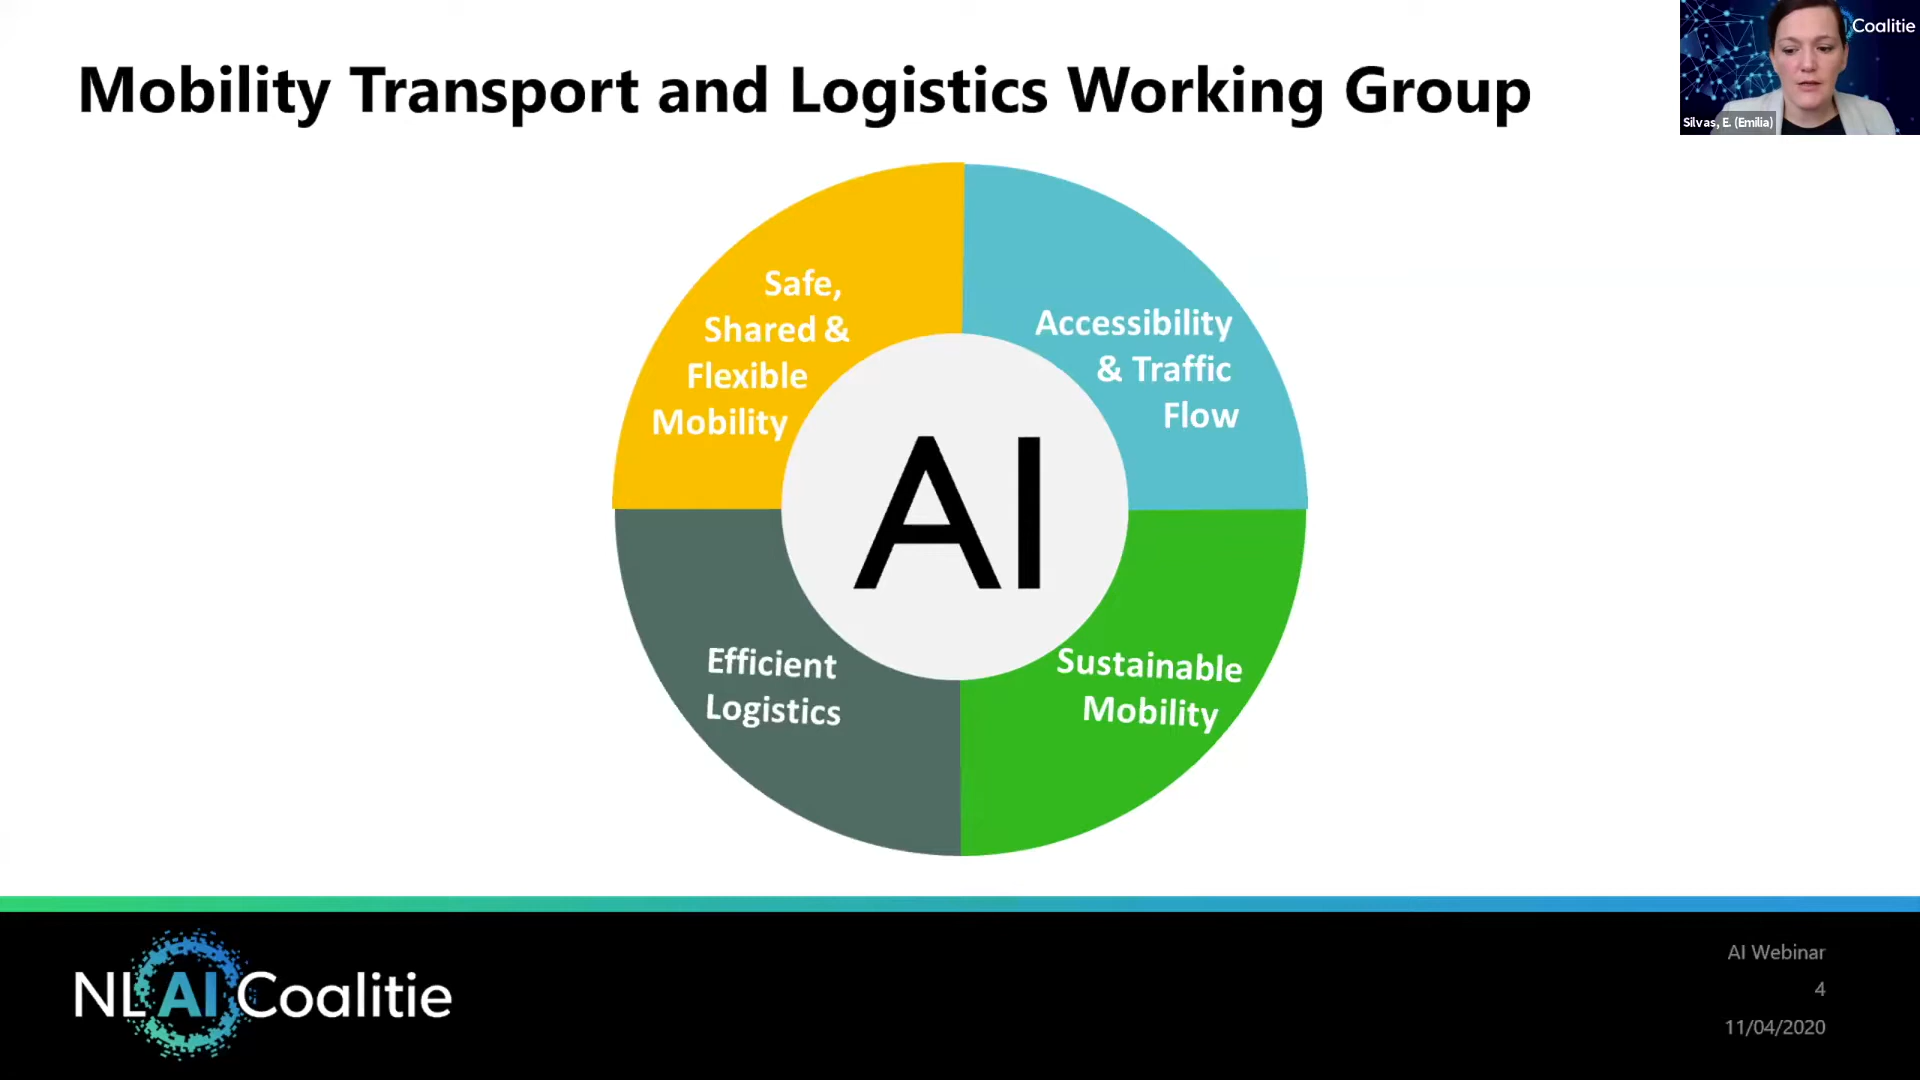 Mobility Transport and Logistics Working Group
Coalitie
Silvas, E. (Emilia)
Safe,
Shared &
Flexible
Mobility
Accessibility
& Traffic
Flow
AI
Efficient
Logistics
Sustainable
Mobility
NL AI Coalitie
AI Webinar
4
11/04/2020